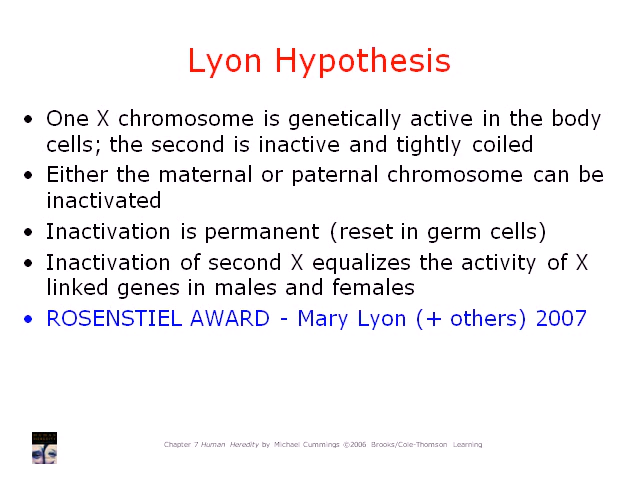 Lyon Hypothesis
• One X chromosome is genetically active in the body
cells; the second is inactive and tightly coiled
• Either the maternal or paternal chromosome can be
inactivated
• Inactivation is permanent (reset in germ cells)
• Inactivation of second X equalizes the activity of X
linked genes in males and females
• ROSENSTIEL AWARD - Mary Lyon (+ others) 2007
Chapter 7 Human Heredity by Michael Cummings ©2006 Brooks/Cole-Thomson Learning